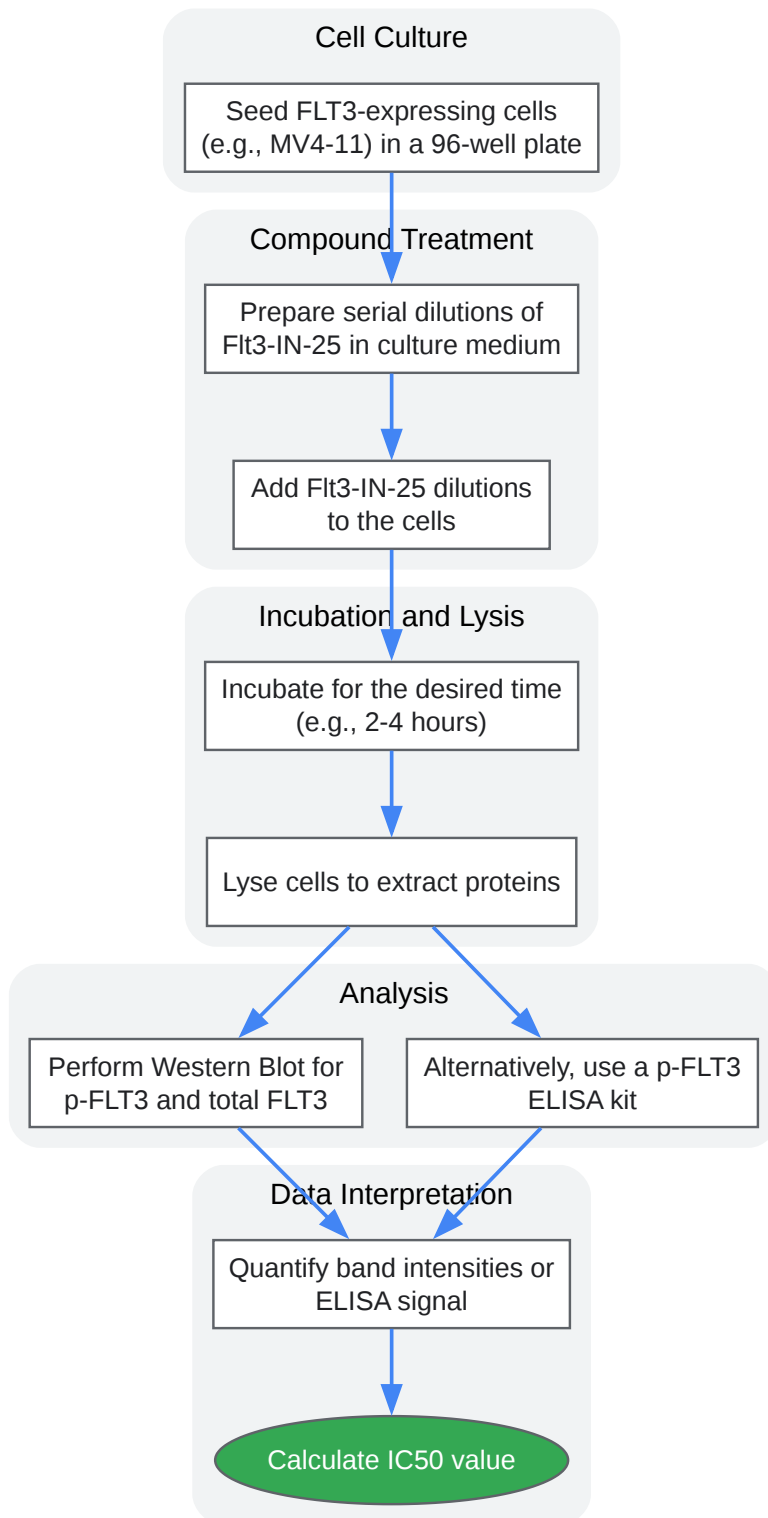 Cell Culture
Seed FLT3-expressing cells
(e.g., MV4-11) in a 96-well plate
Compound Treatment
Prepare serial dilutions of
Flt3-IN-25 in culture medium
Add Flt3-IN-25 dilutions
to the cells
Incubation and Lysis
Incubate for the desired time
(e.g., 2-4 hours)
Lyse cells to extract proteins
Analysis
Perform Western Blot for
p-FLT3 and total FLT3
Alternatively, use a p-FLT3
ELISA kit
Data Interpretation
Quantify band intensities or
ELISA signal
Calculate IC50 value